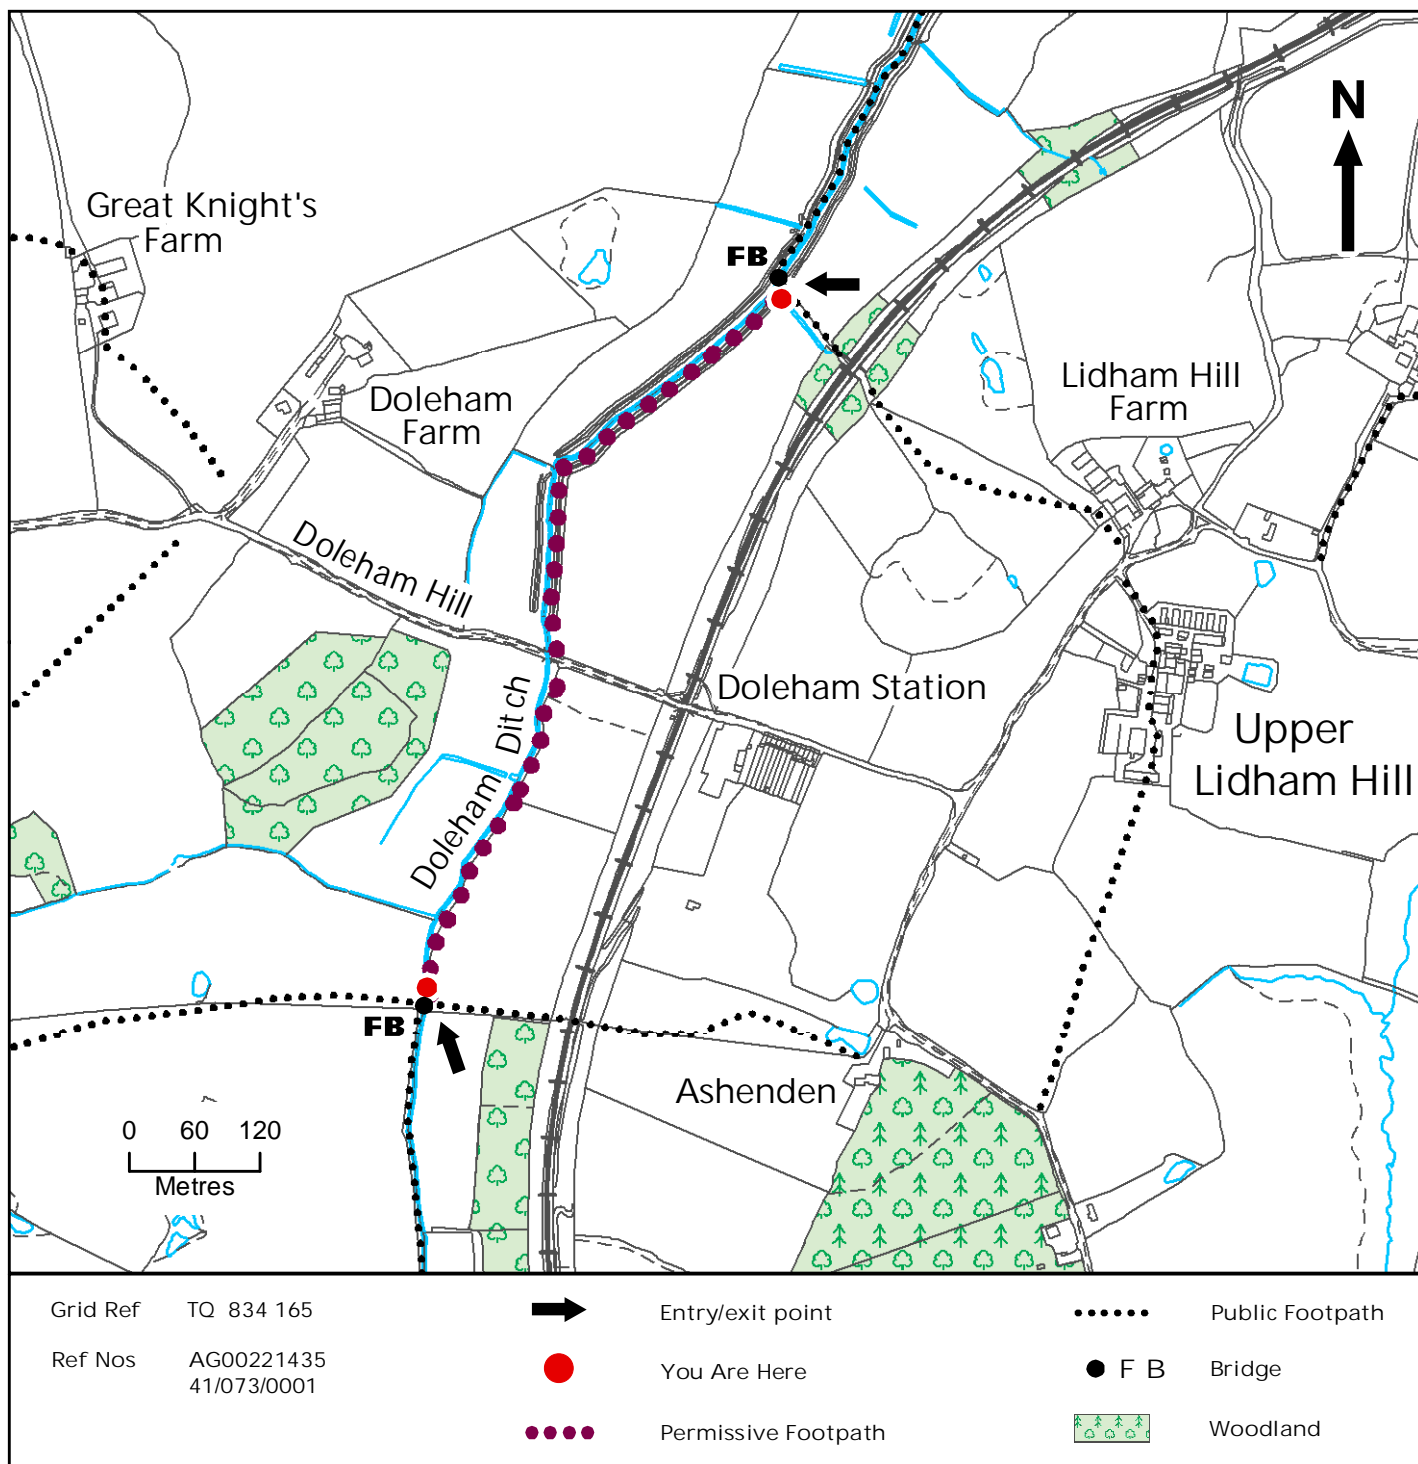 N
Great Knight's
Farm
FB
Doleham
Farm
Lidham Hill
Farm
Doleham Hill
Doleham Station
Doleham Ditch
Upper
Lidham Hill
FB
Ashenden
0 60 120
Metres
Grid Ref TQ 834 165
Ref Nos AG00221435
41/073/0001
Entry/exit point
You Are Here
Permissive Footpath
Public Footpath
F B Bridge
Woodland